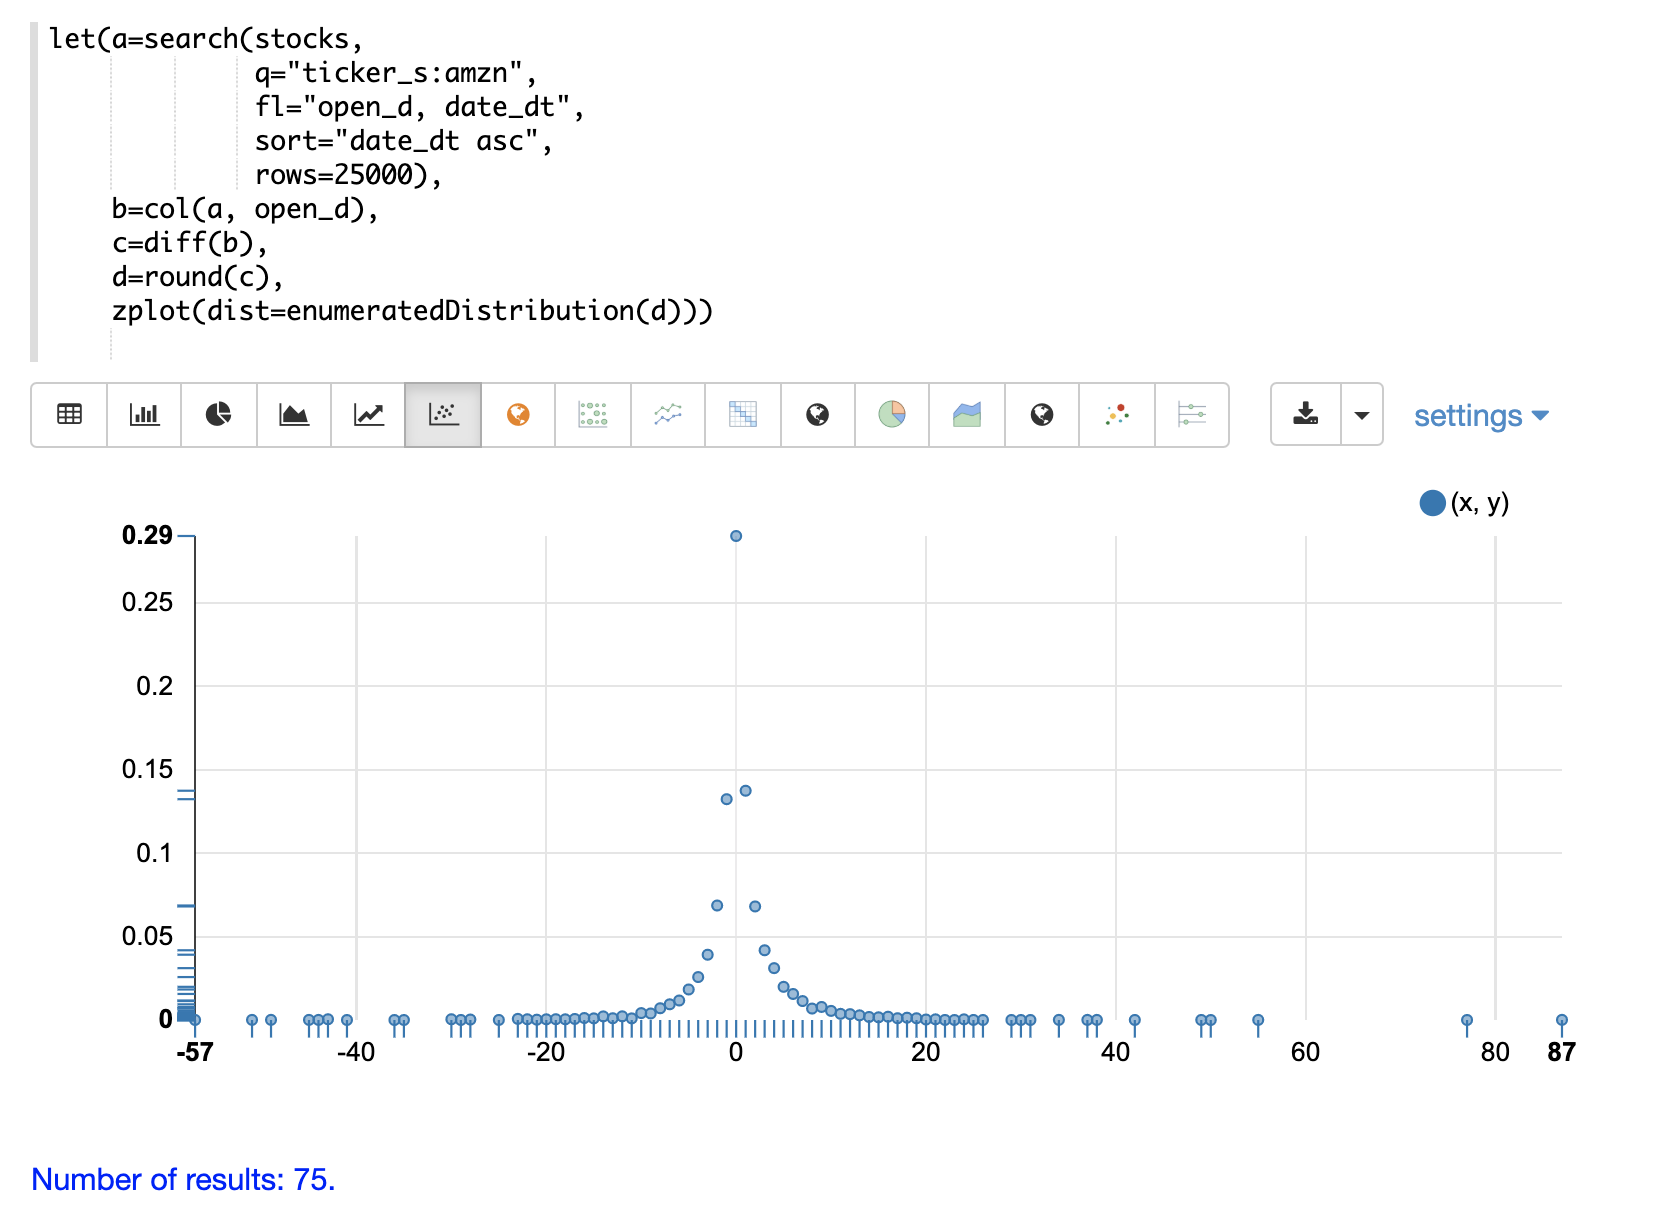 let(a=search(stocks,
q="ticker_s:amzn",
fl="open_d, date_dt",
sort="date_dt asc",
rows=25000),
b=col(a, open_d),
c=diff(b),
d=round(c),
zplot(dist=enumeratedDistribution(d)))
settings
(x, y)
0.29
0.25
0.2
0.15
0.1
0.05
0
-57 -40 -20 0 20 40 60 80 87
Number of results: 75.